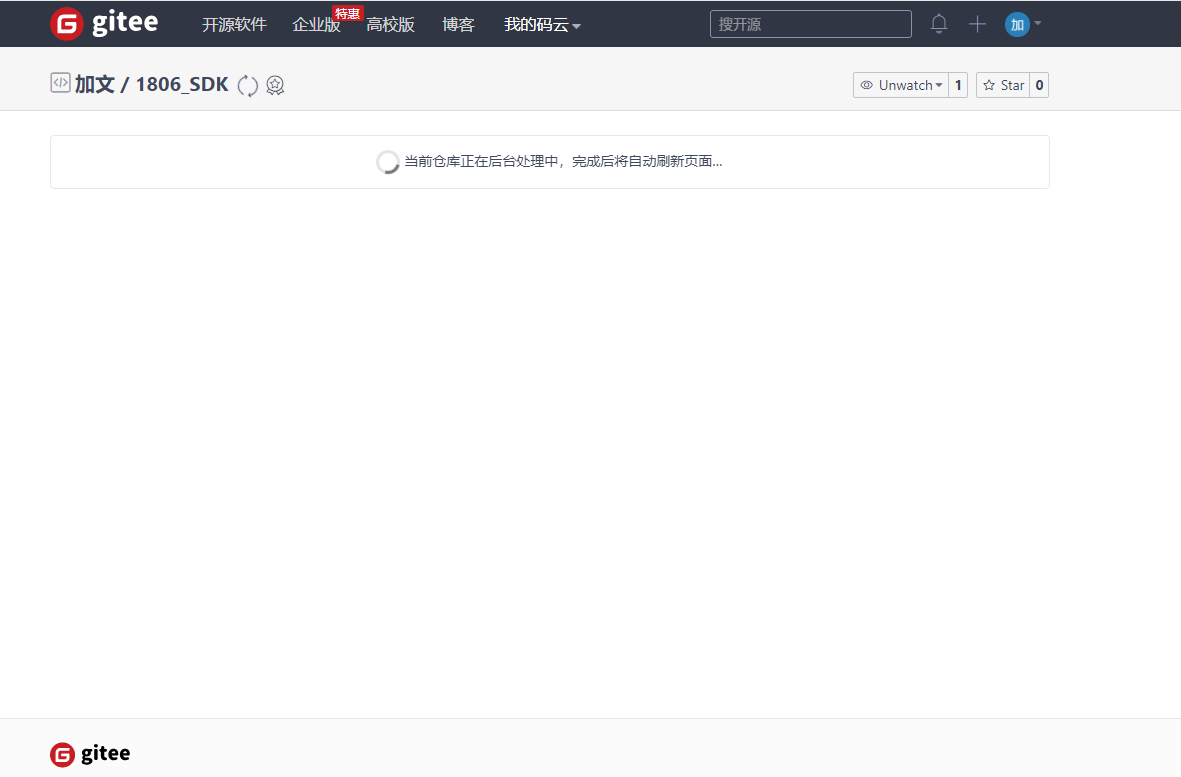 gitee 开源软件 企业版 特惠 高校版 博客 我的码云 搜开源 加
加文 / 1806_SDK Unwatch 1 Star 0
当前仓库正在后台处理中，完成后将自动刷新页面...
gitee